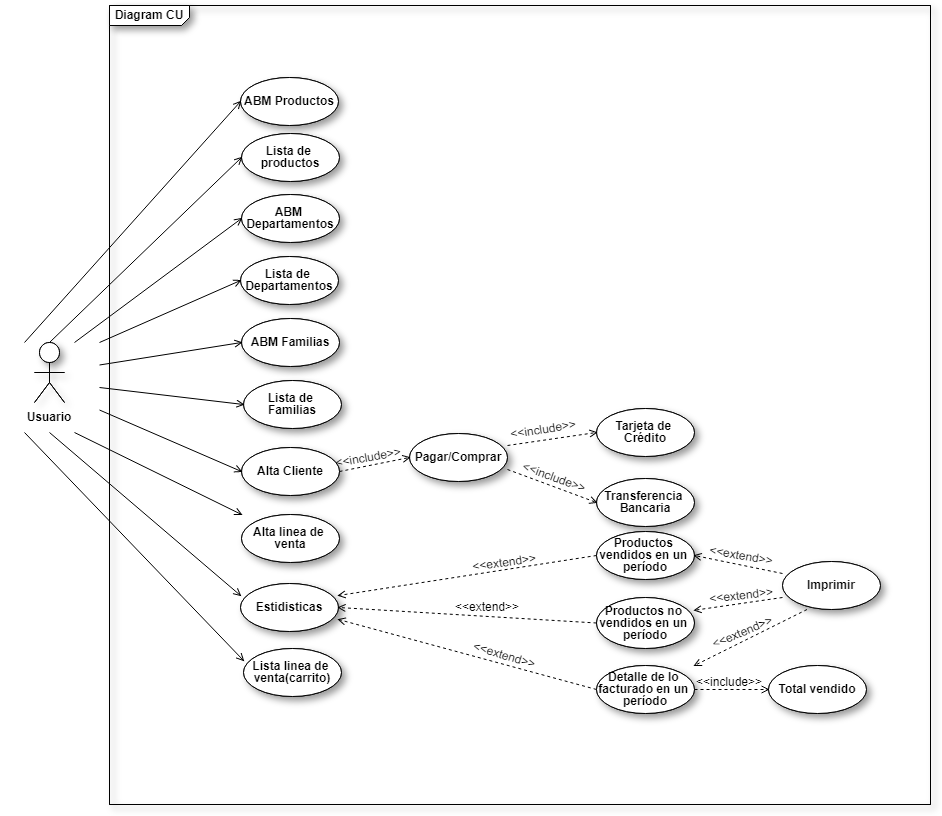 Diagram CU
ABM Productos
Lista de
productos
ABM
Departamentos
Lista de
Departamentos
ABM Familias
Usuario
Lista de
Familias
Alta Cliente
<<include>>
Pagar/Comprar
<<include>>
Tarjeta de
Crédito
<<include>>
Transferencia
Bancaria
Alta linea de
venta
Productos
vendidos en un
período
<<extend>>
<<extend>>
Imprimir
Estidisticas
<<extend>>
Productos no
vendidos en un
período
<<extend>>
<<extend>>
<<extend>>
Lista linea de
venta(carrito)
Detalle de lo
facturado en un
período
<<include>>
Total vendido